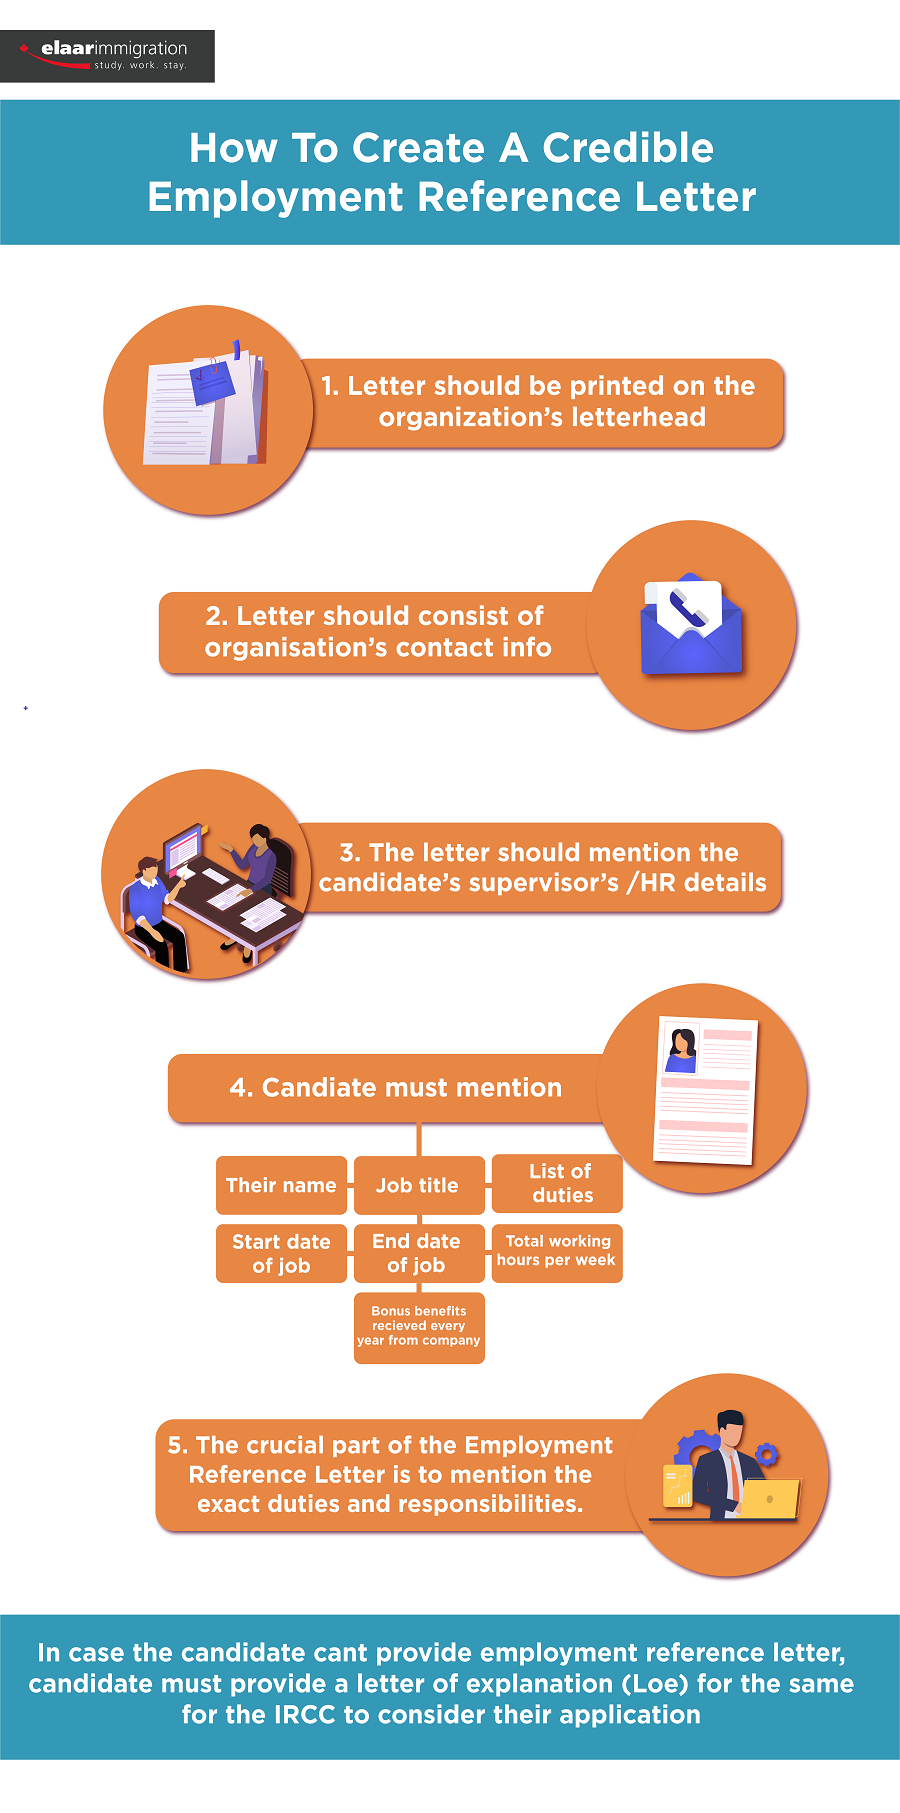 elaarimmigration
study. work. stay.
How To Create A Credible
Employment Reference Letter
1. Letter should be printed on the
organization's letterhead
2. Letter should consist of
organisation's contact info
3. The letter should mention the
candidate's supervisor's /HR details
4. Candiate must mention
Their name
Job title
List of
duties
Start date
of job
End date
of job
Total working
hours per week
Bonus benefits
recieved every
year from company
5. The crucial part of the Employment
Reference Letter is to mention the
exact duties and responsibilities.
In case the candidate cant provide employment reference letter,
candidate must provide a letter of explanation (Loe) for the same
for the IRCC to consider their application